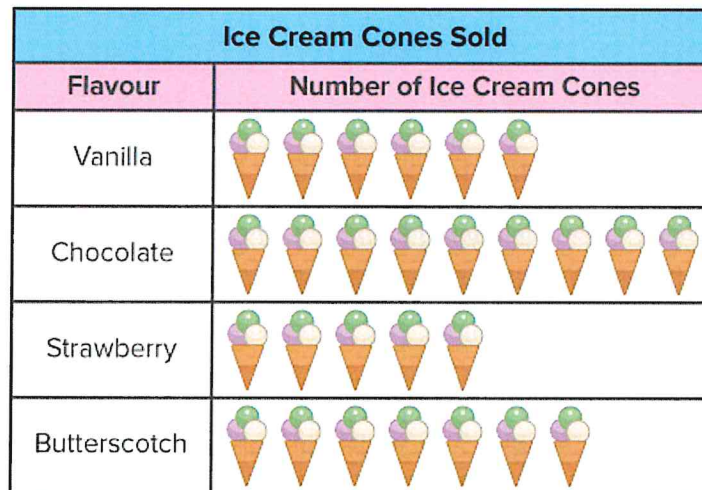 Ice Cream Cones Sold
Flavour Number of Ice Cream Cones
Vanilla
Chocolate
Strawberry
Butterscotch